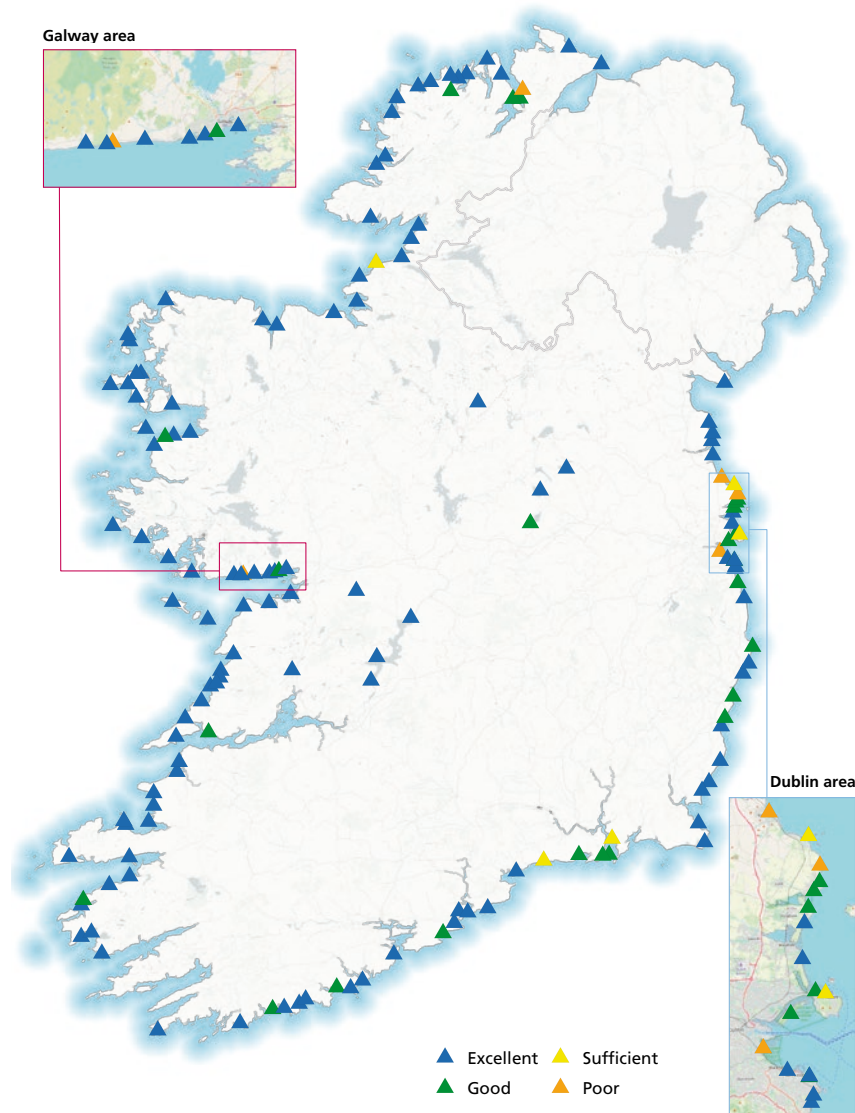 Galway area
Dublin area
Excellent
Sufficient
Good
Poor